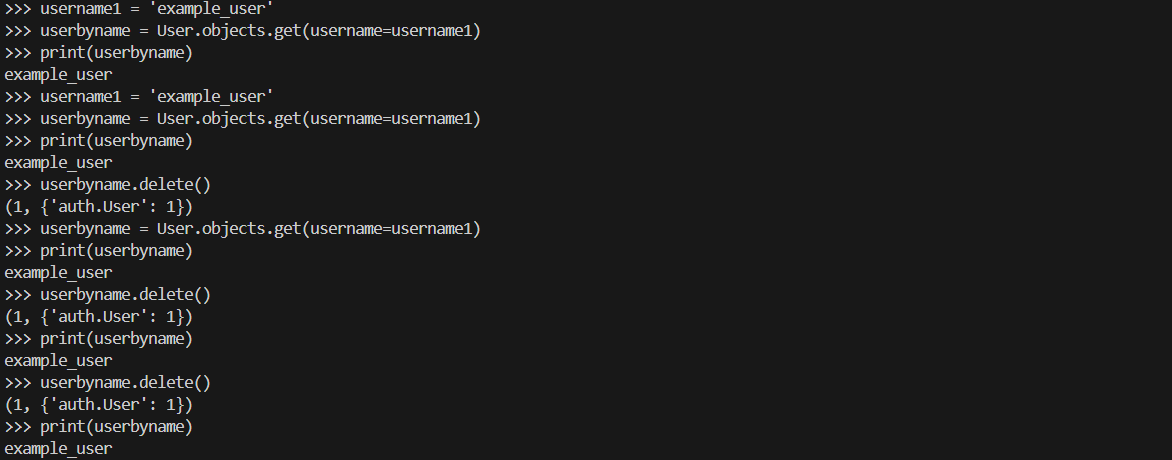 >>> username1 = 'example_user'
>>> userbyname = User.objects.get(username=username1)
>>> print(userbyname)
example_user
>>> username1 = 'example_user'
>>> userbyname = User.objects.get(username=username1)
>>> print(userbyname)
example_user
>>> userbyname.delete()
(1, {'auth.User': 1})
>>> userbyname = User.objects.get(username=username1)
>>> print(userbyname)
example_user
>>> userbyname.delete()
(1, {'auth.User': 1})
>>> print(userbyname)
example_user
>>> userbyname.delete()
(1, {'auth.User': 1})
>>> print(userbyname)
example_user